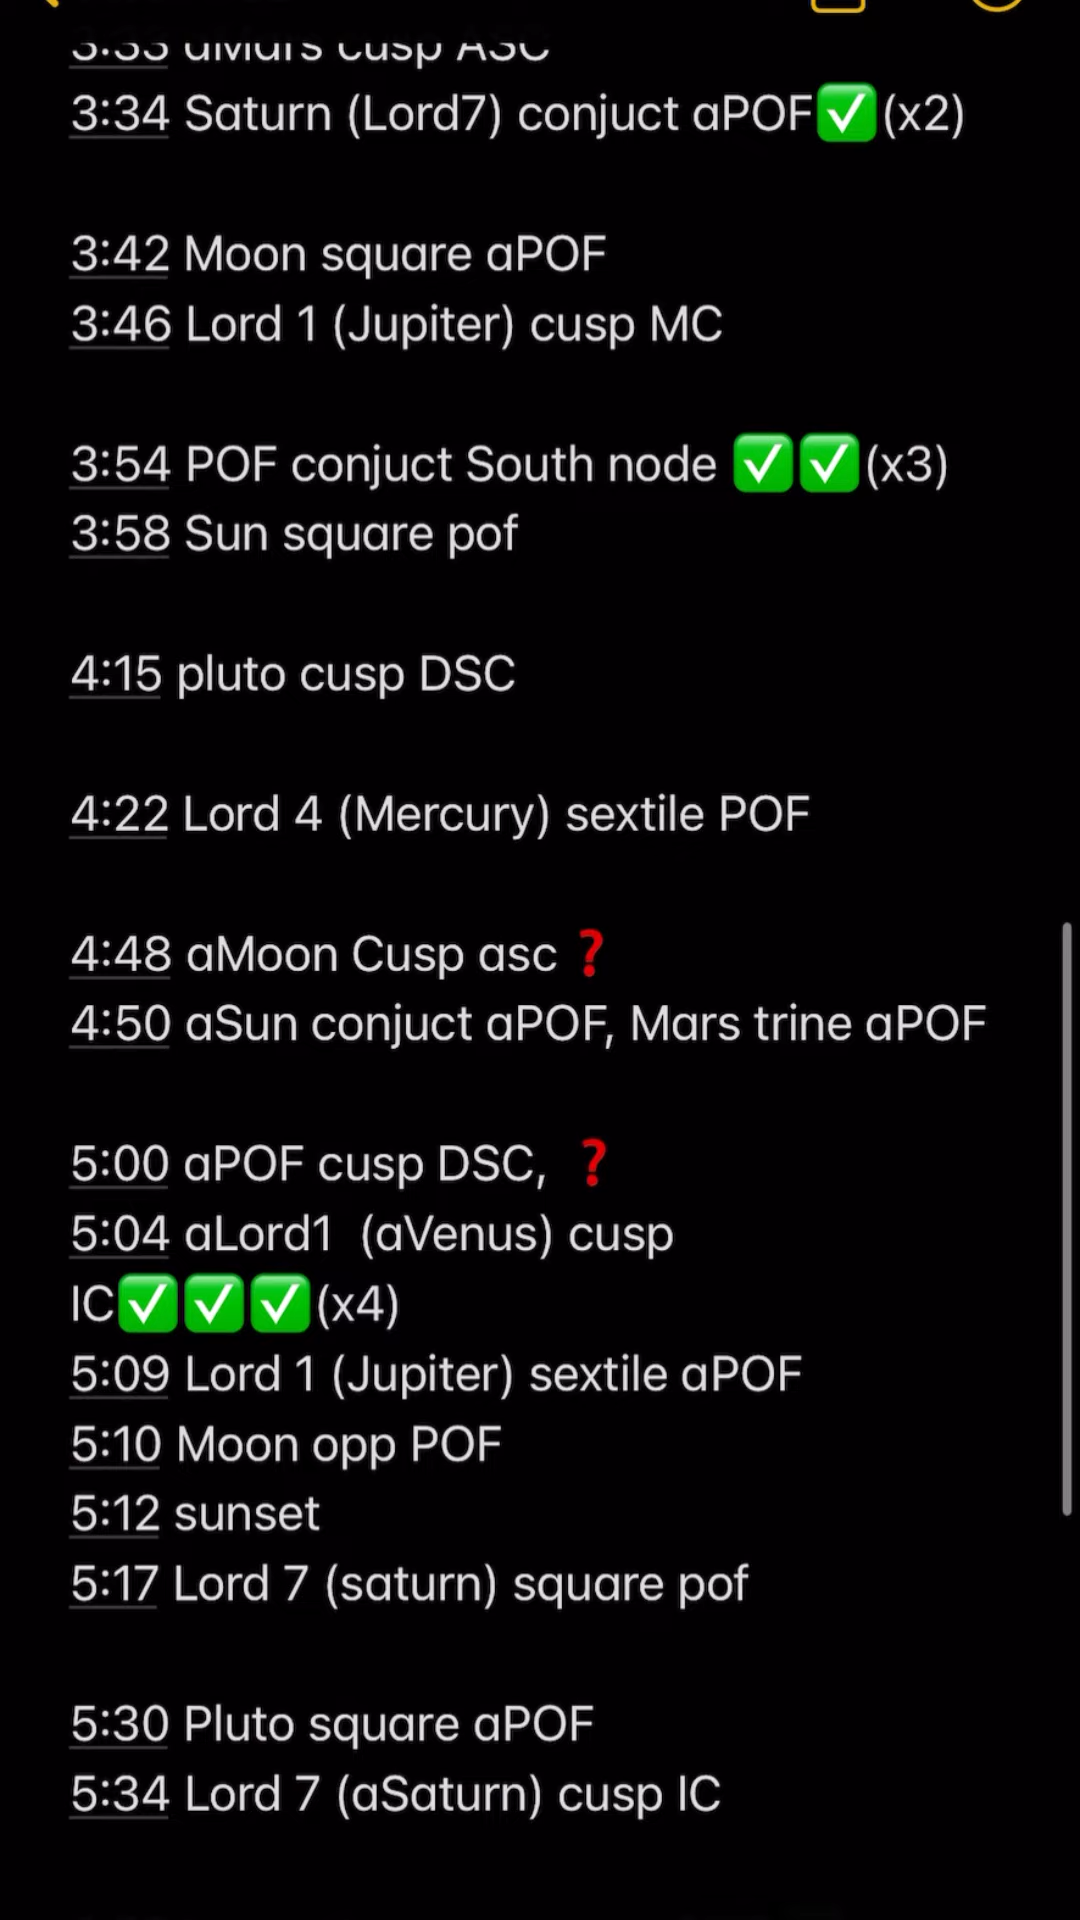 3:33 aMars cusp ASC
3:34 Saturn (Lord7) conjuct aPOF✅(x2)
3:42 Moon square aPOF
3:46 Lord 1 (Jupiter) cusp MC
3:54 POF conjuct South node ✅✅(x3)
3:58 Sun square pof
4:15 pluto cusp DSC
4:22 Lord 4 (Mercury) sextile POF
4:48 aMoon Cusp asc ❓
4:50 aSun conjuct aPOF, Mars trine aPOF
5:00 aPOF cusp DSC, ❓
5:04 aLord1 (aVenus) cusp
IC✅✅✅(x4)
5:09 Lord 1 (Jupiter) sextile aPOF
5:10 Moon opp POF
5:12 sunset
5:17 Lord 7 (saturn) square pof
5:30 Pluto square aPOF
5:34 Lord 7 (aSaturn) cusp IC